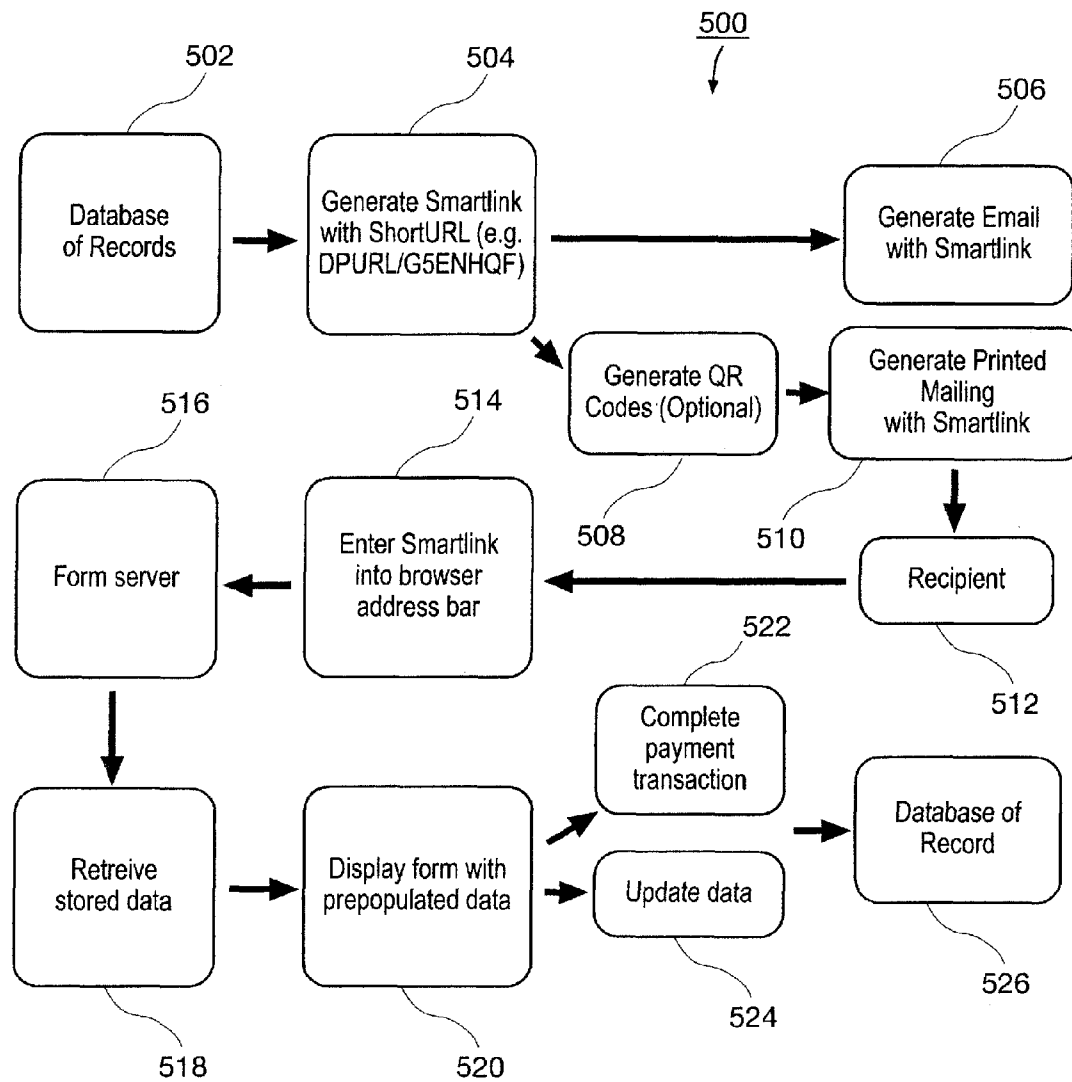 500
502
504
506
Database
of Records
Generate Smartlink
with ShortURL (e.g.
DPURL/G5ENHQF)
Generate Email
with Smartlink
Generate QR
Codes (Optional)
Generate Printed
Mailing
with Smartlink
516
514
508
510
Form server
Enter Smartlink
into browser
address bar
Recipient
522
512
Complete
payment
transaction
Retreive
stored data
Display form with
prepopulated data
Update data
Database of
Record
518
520
524
526